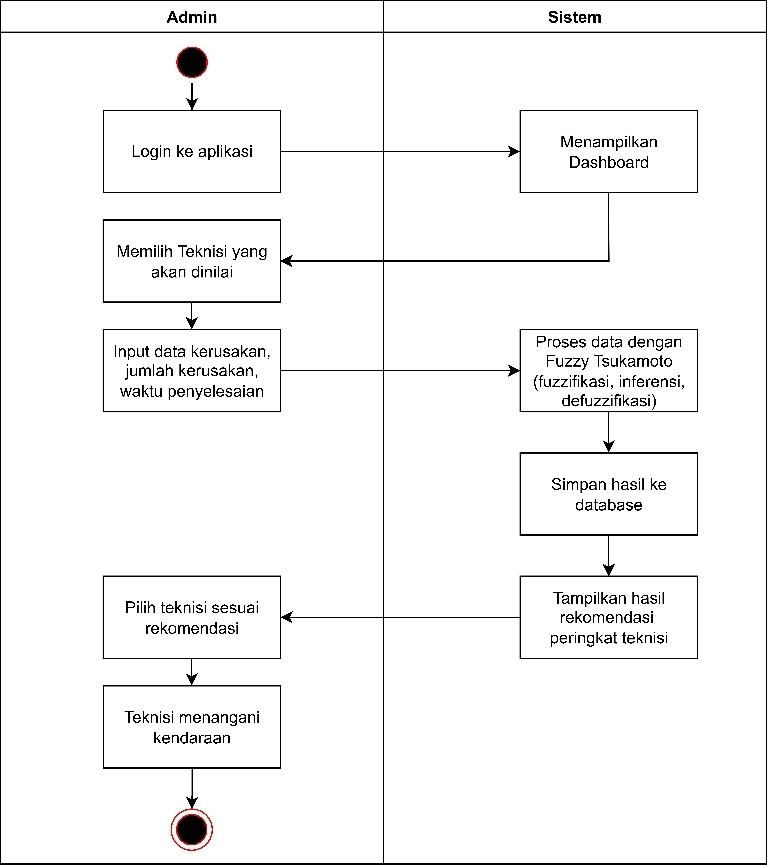 Admin
Sistem
Login ke aplikasi
Menampilkan
Dashboard
Memilih Teknisi yang
akan dinilai
Input data kerusakan,
jumlah kerusakan,
waktu penyelesaian
Proses data dengan
Fuzzy Tsukamoto
(fuzzifikasi, inferensi,
defuzzifikasi)
Simpan hasil ke
database
Tampilkan hasil
rekomendasi
peringkat teknisi
Pilih teknisi sesuai
rekomendasi
Teknisi menangani
kendaraan